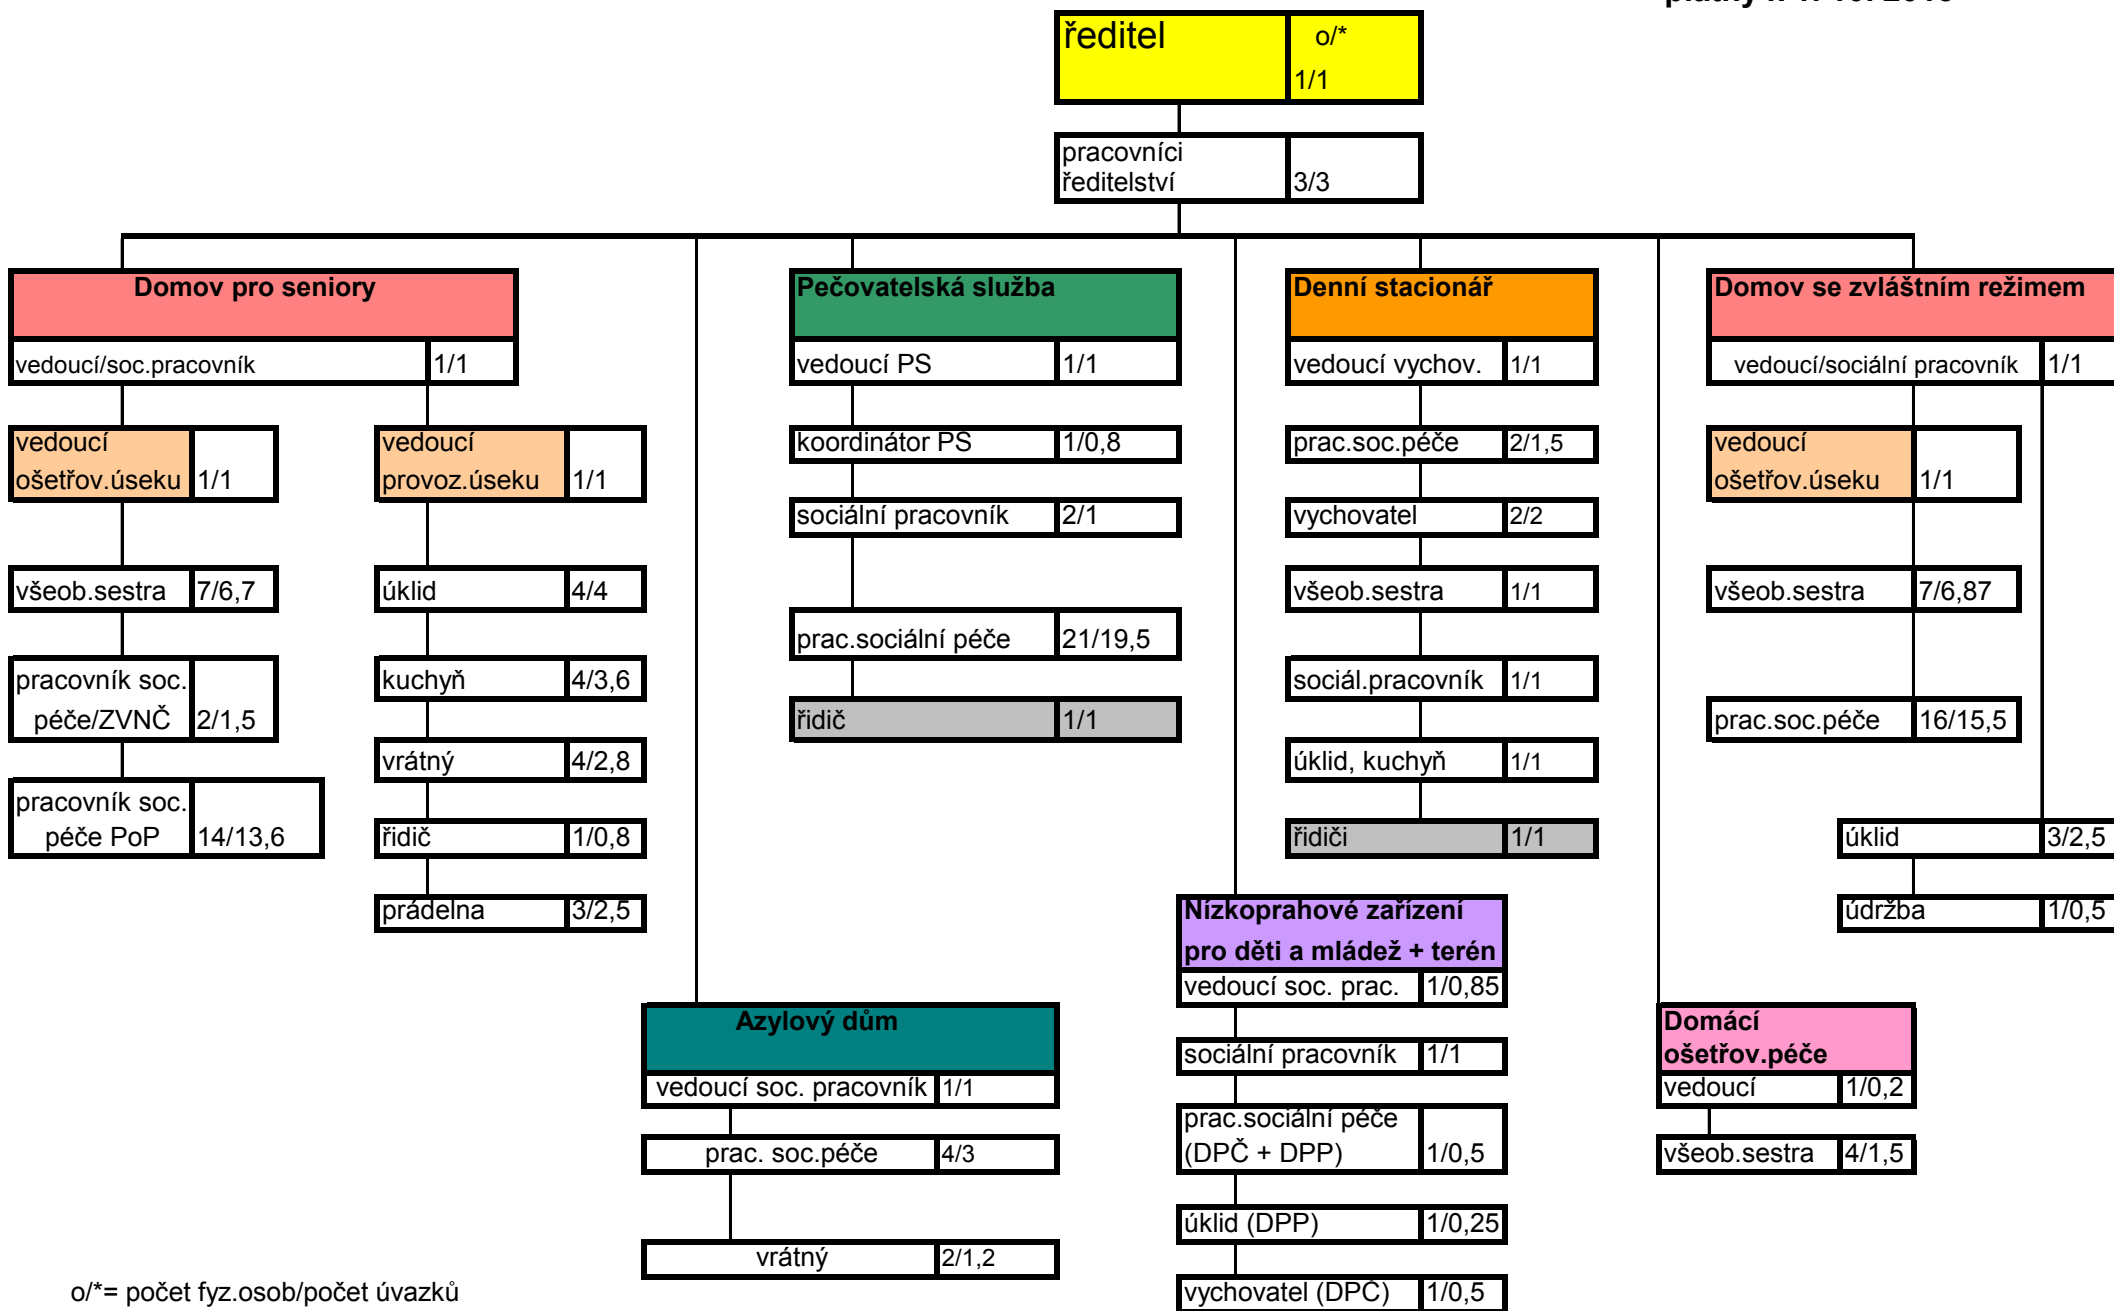 ředitel o/*
1/1
pracovníci
ředitelství 3/3
Domov pro seniory
vedoucí/soc.pracovník 1/1
vedoucí
ošetřov.úseku 1/1
všeob.sestra 7/6,7
pracovník soc.
péče/ZVNČ 2/1,5
pracovník soc.
péče PoP 14/13,6
vedoucí
provoz.úseku 1/1
úklid 4/4
kuchyň 4/3,6
vrátný 4/2,8
řidič 1/0,8
prádelna 3/2,5
Azylový dům
vedoucí soc. pracovník 1/1
prac. soc.péče 4/3
vrátný 2/1,2
Pečovatelská služba
vedoucí PS 1/1
koordinátor PS 1/0,8
sociální pracovník 2/1
prac.sociální péče 21/19,5
řidič 1/1
Nízkoprahové zařízení
pro děti a mládež + terén
vedoucí soc. prac. 1/0,85
sociální pracovník 1/1
prac.sociální péče
(DPČ + DPP) 1/0,5
úklid (DPP) 1/0,25
vychovatel (DPČ) 1/0,5
Denní stacionář
vedoucí vychov. 1/1
prac.soc.péče 2/1,5
vychovatel 2/2
všeob.sestra 1/1
sociál.pracovník 1/1
úklid, kuchyň 1/1
řidiči 1/1
Domácí
ošetřov.péče
vedoucí 1/0,2
všeob.sestra 4/1,5
Domov se zvláštním režimem
vedoucí/sociální pracovník 1/1
vedoucí
ošetřov.úseku 1/1
všeob.sestra 7/6,87
prac.soc.péče 16/15,5
úklid 3/2,5
údržba 1/0,5
o/*= počet fyz.osob/počet úvazků